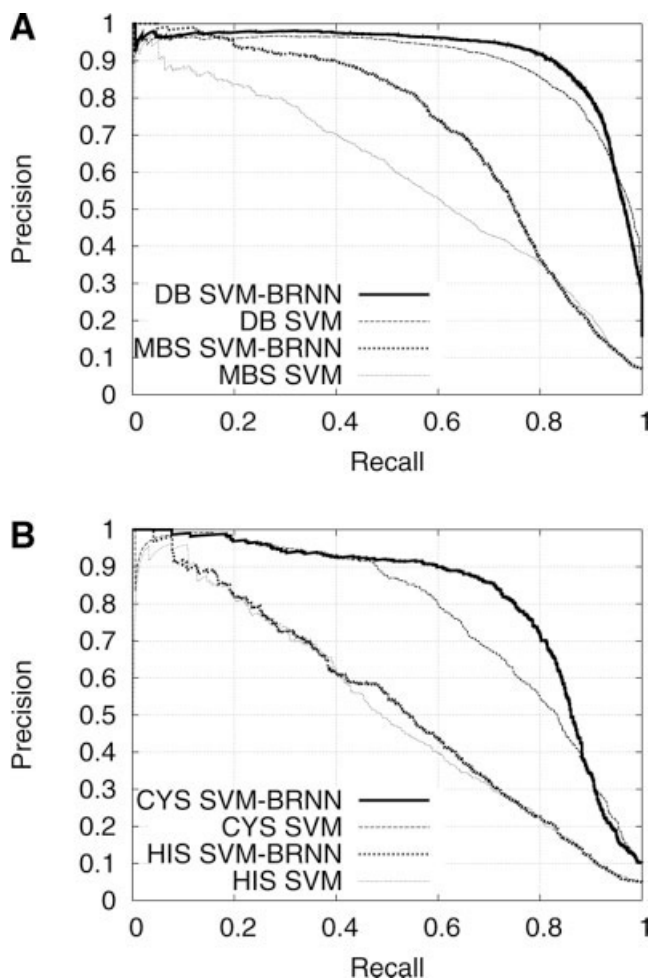 A
1
0.9
0.8
0.7
0.6
0.5
0.4
0.3
0.2
0.1
0
Precision
DB SVM-BRNN
DB SVM
MBS SVM-BRNN
MBS SVM
0 0.2 0.4 0.6 0.8 1
Recall
B
1
0.9
0.8
0.7
0.6
0.5
0.4
0.3
0.2
0.1
0
Precision
CYS SVM-BRNN
CYS SVM
HIS SVM-BRNN
HIS SVM
0 0.2 0.4 0.6 0.8 1
Recall